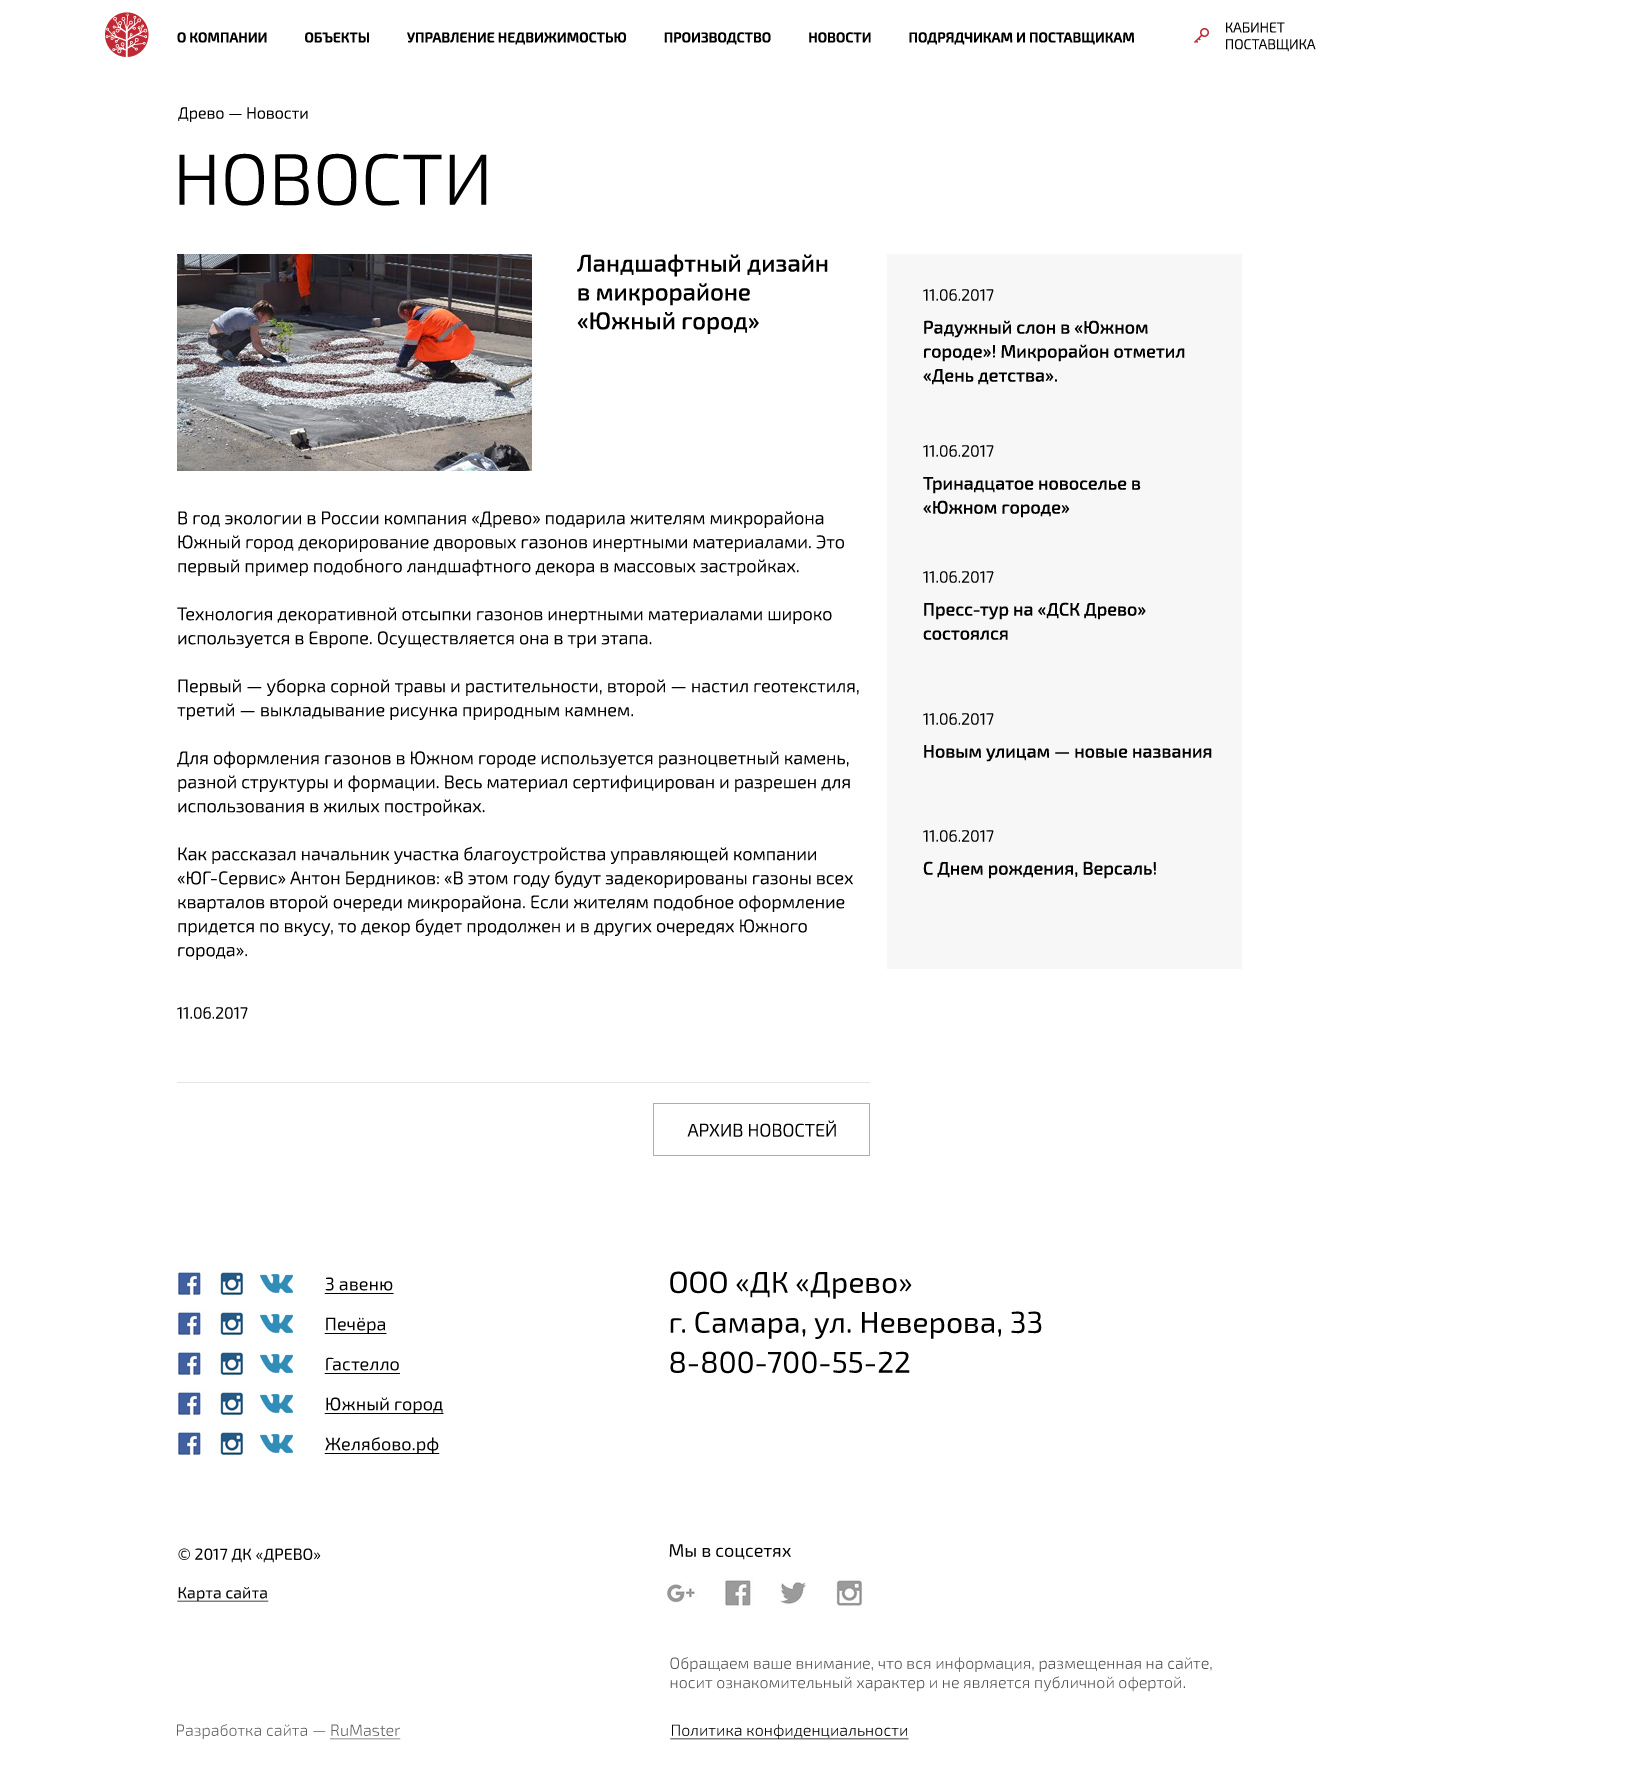 О КОМПАНИИ
ОБЪЕКТЫ
УПРАВЛЕНИЕ НЕДВИЖИМОСТЬЮ
ПРОИЗВОДСТВО
НОВОСТИ
ПОДРЯДЧИКАМ И ПОСТАВЩИКАМ
КАБИНЕТ
ПОСТАВЩИКА
Древо — Новости
НОВОСТИ
Ландшафтный дизайн
в микрорайоне
«Южный город»
В год экологии в России компания «Древо» подарила жителям микрорайона
Южный город декорирование дворовых газонов инертными материалами. Это
первый пример подобного ландшафтного декора в массовых застройках.
Технология декоративной отсыпки газонов инертными материалами широко
используется в Европе. Осуществляется она в три этапа.
Первый — уборка сорной травы и растительности, второй — настил геотекстиля,
третий — выкладывание рисунка природным камнем.
Для оформления газонов в Южном городе используется разноцветный камень,
разной структуры и формации. Весь материал сертифицирован и разрешен для
использования в жилых постройках.
Как рассказал начальник участка благоустройства управляющей компании
«ЮГ-Сервис» Антон Бердников: «В этом году будут задекорированы газоны всех
кварталов второй очереди микрорайона. Если жителям подобное оформление
придется по вкусу, то декор будет продолжен и в других очередях Южного
города».
11.06.2017
11.06.2017
Радужный слон в «Южном
городе»! Микрорайон отметил
«День детства».
11.06.2017
Тринадцатое новоселье в
«Южном городе»
11.06.2017
Пресс-тур на «ДСК Древо»
состоялся
11.06.2017
Новым улицам — новые названия
11.06.2017
С Днем рождения, Версаль!
АРХИВ НОВОСТЕЙ
3 авеню
Печёра
Гастелло
Южный город
Желябово.рф
ООО «ДК «Древо»
г. Самара, ул. Неверова, 33
8-800-700-55-22
© 2017 ДК «ДРЕВО»
Карта сайта
Мы в соцсетях
Обращаем ваше внимание, что вся информация, размещенная на сайте,
носит ознакомительный характер и не является публичной офертой.
Разработка сайта — RuMaster
Политика конфиденциальности